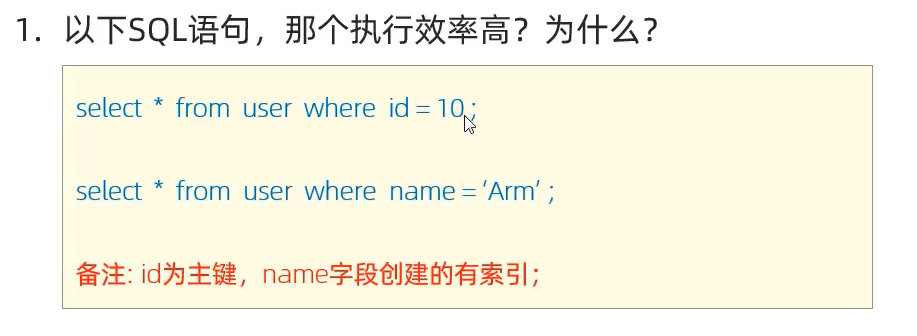 1. 以下SQL语句，那个执行效率高？为什么？
select * from user where id = 10 ;
select * from user where name = ‘Arm’ ;
备注: id为主键，name字段创建的有索引；